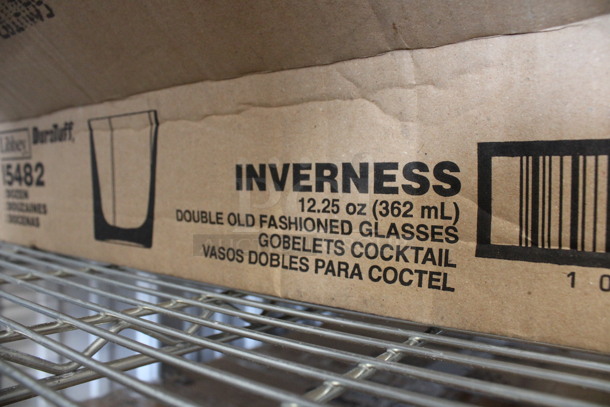 Libbey DuraTuff
15482
DOZEN
DOUZAINES
DOCENAS
INVERNESS
12.25 oz (362 mL)
DOUBLE OLD FASHIONED GLASSES
GOBELETS COCKTAIL
VASOS DOBLES PARA COCTEL
1 0